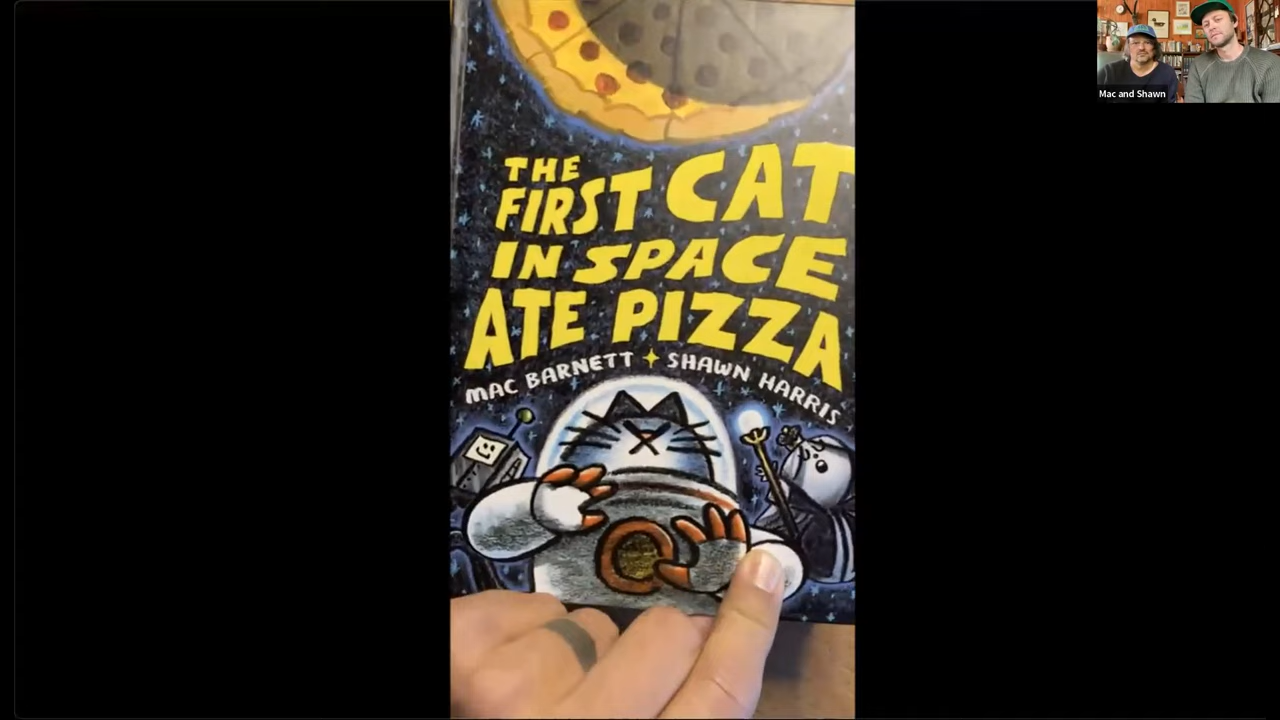 THE
FIRST CAT
IN SPACE
ATE PIZZA
MAC BARNETT SHAWN HARRIS
Mac and Shawn